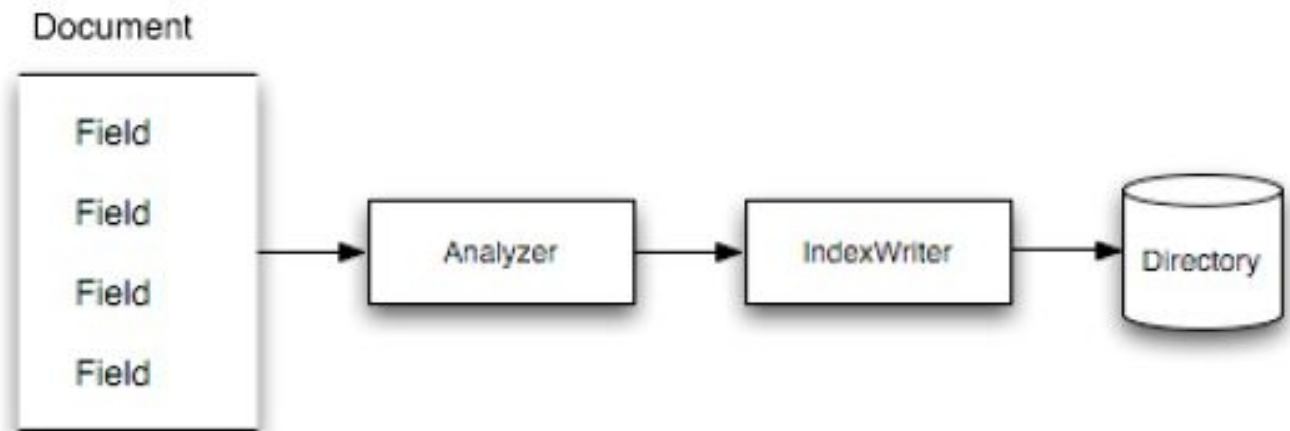 Document
Field
Field
Field
Field
Analyzer
IndexWriter
Directory